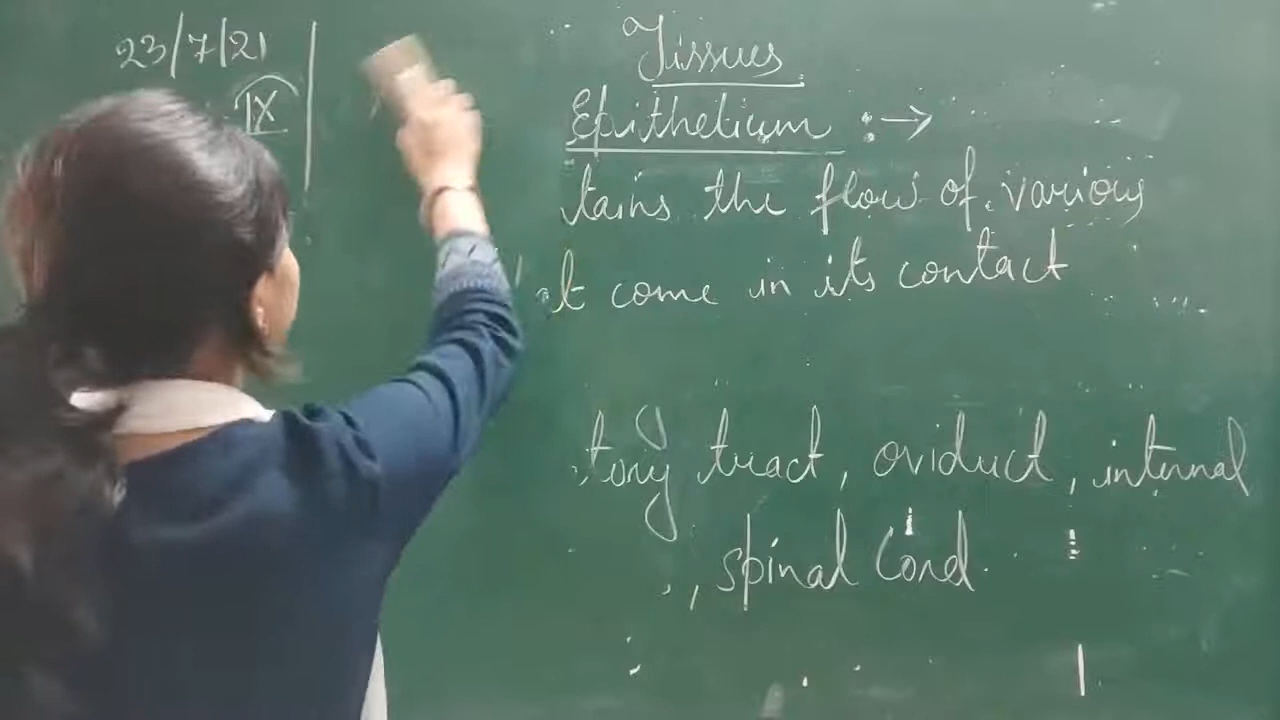 23/7/21
IX
Tissues
Epithelium :→
tains the flow of various
t come in its contact
tory tract, oviduct, internal
, spinal Cord.